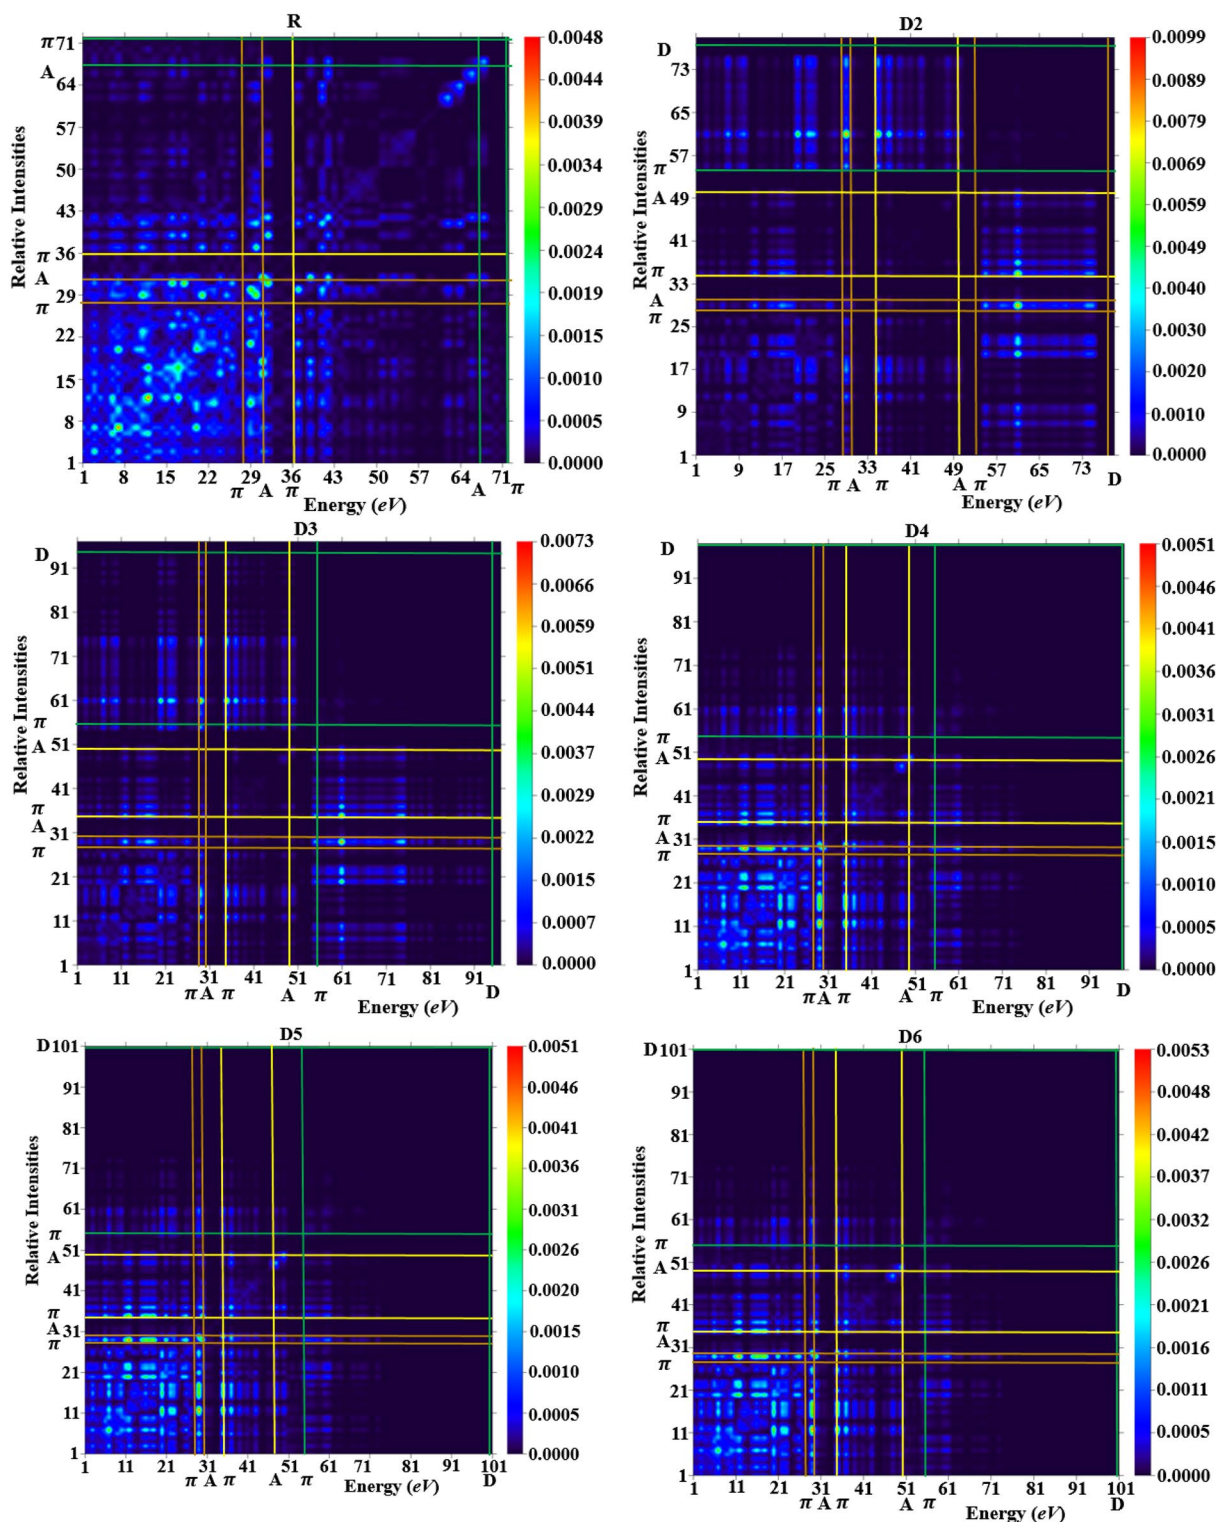 R
π 71
A
64
57
50
43
36
π
A
29
π
22
15
8
1
Relative Intensities
1 8 15 22 29 36 43 50 57 64 71
π A π A π
Energy (eV)
0.0048
0.0044
0.0039
0.0034
0.0029
0.0024
0.0019
0.0015
0.0010
0.0005
0.0000
D2
D
73
65
57
π
A 49
41
π
33
A
π
25
17
9
1
Relative Intensities
1 9 17 25 33 41 49 57 65 73
π A π A π D
Energy (eV)
0.0099
0.0089
0.0079
0.0069
0.0059
0.0049
0.0040
0.0030
0.0020
0.0010
0.0000
D3
D
91
81
71
61
π
51
A
41
π
A
31
π
21
11
1
Relative Intensities
1 11 21 31 41 51 61 71 81 91
π A π A π D
Energy (eV)
0.0073
0.0066
0.0059
0.0051
0.0044
0.0037
0.0029
0.0022
0.0015
0.0007
0.0000
D4
D
91
81
71
61
π
51
A
41
π
A 31
π
21
11
1
Relative Intensities
1 11 21 31 41 51 61 71 81 91
π A π A π D
Energy (eV)
0.0051
0.0046
0.0041
0.0036
0.0031
0.0026
0.0020
0.0015
0.0010
0.0005
0.0000
D5
D 101
91
81
71
61
π
51
A
41
π
A 31
π
21
11
1
Relative Intensities
1 11 21 31 41 51 61 71 81 91 101
π A π A π D
Energy (eV)
0.0051
0.0046
0.0041
0.0036
0.0031
0.0026
0.0020
0.0015
0.0010
0.0005
0.0000
D6
D 101
91
81
71
61
π
51
A
41
π
A 31
π
21
11
1
Relative Intensities
1 11 21 31 41 51 61 71 81 91 101
π A π A π D
Energy (eV)
0.0053
0.0048
0.0042
0.0037
0.0032
0.0026
0.0021
0.0016
0.0011
0.0005
0.0000